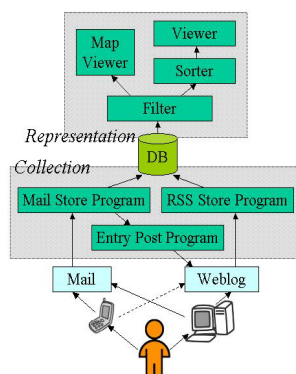 Map
Viewer
Viewer
Sorter
Filter
Representation
DB
Collection
Mail Store Program
RSS Store Program
Entry Post Program
Mail
Weblog